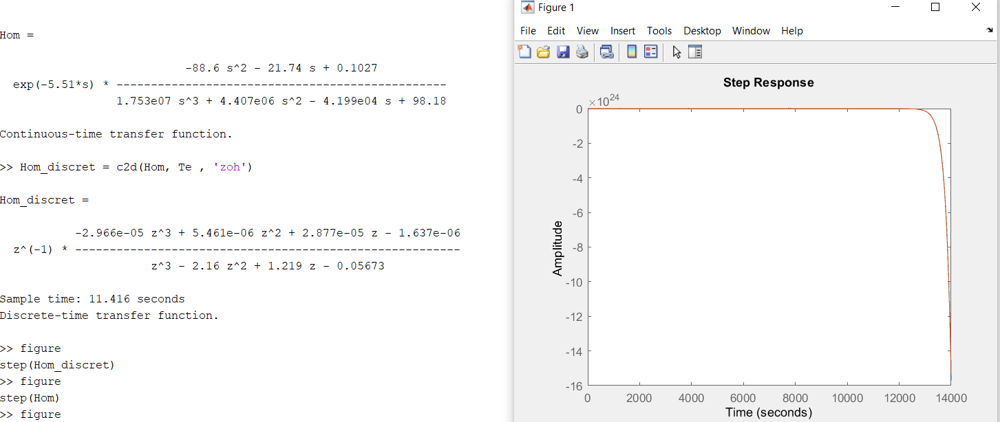 Hom =
-88.6 s^2 - 21.74 s + 0.1027
exp(-5.51*s) * ------------------------------------------------
1.753e07 s^3 + 4.407e06 s^2 - 4.199e04 s + 98.18
Continuous-time transfer function.
>> Hom_discret = c2d(Hom, Te , 'zoh')
Hom_discret =
-2.966e-05 z^3 + 5.461e-06 z^2 + 2.877e-05 z - 1.637e-06
z^(-1) * --------------------------------------------------------
z^3 - 2.16 z^2 + 1.219 z - 0.05673
Sample time: 11.416 seconds
Discrete-time transfer function.
>> figure
step(Hom_discret)
>> figure
step(Hom)
>> figure
Figure 1
File Edit View Insert Tools Desktop Window Help
Step Response
×10^24
0
-2
-4
-6
-8
-10
-12
-14
-16
Amplitude
0 2000 4000 6000 8000 10000 12000 14000
Time (seconds)